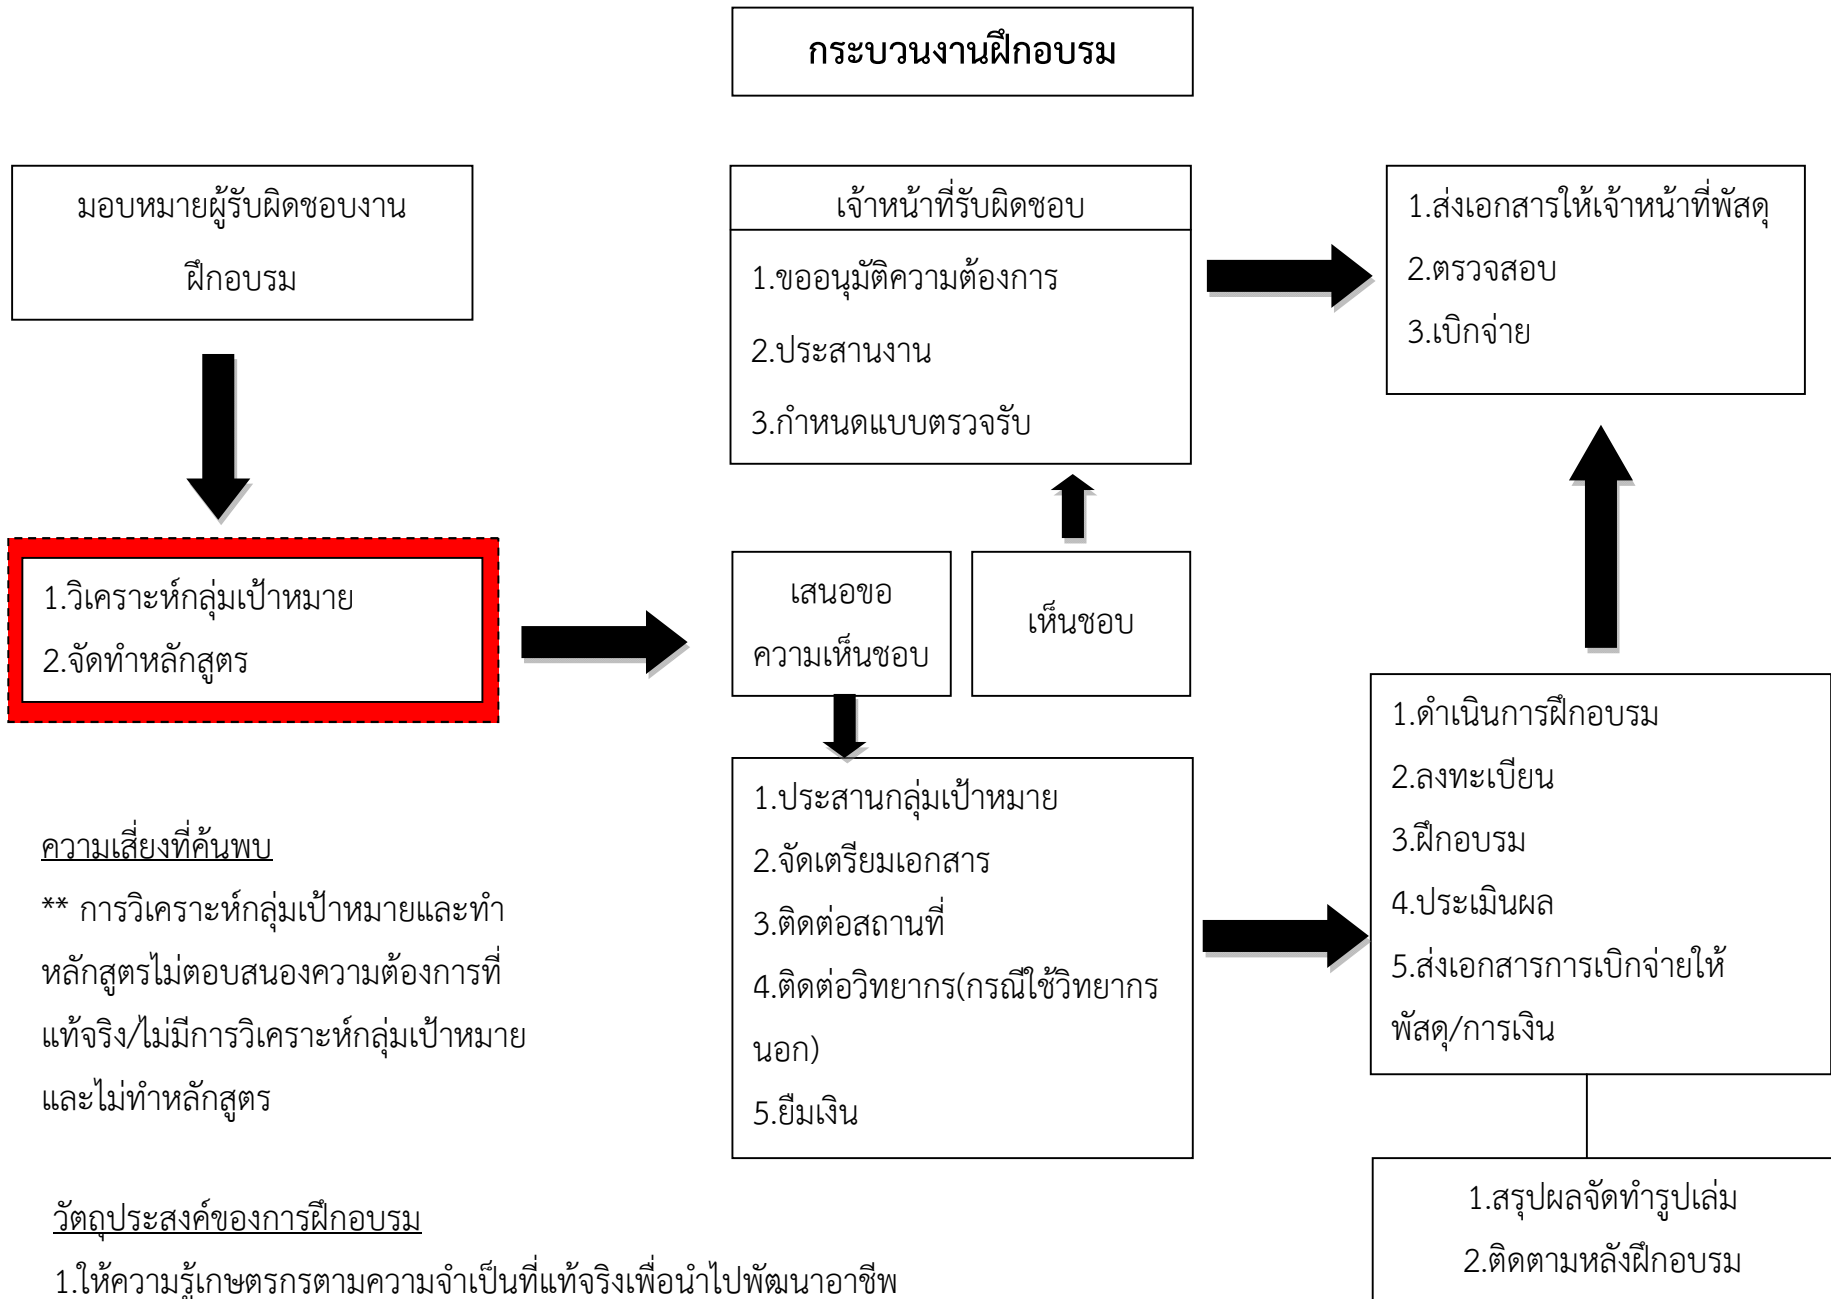 กระบวนงานฝึกอบรม
มอบหมายผู้รับผิดชอบงาน
ฝึกอบรม
เจ้าหน้าที่รับผิดชอบ
1.ขออนุมัติความต้องการ
2.ประสานงาน
3.กำหนดแบบตรวจรับ
1.ส่งเอกสารให้เจ้าหน้าที่พัสดุ
2.ตรวจสอบ
3.เบิกจ่าย
1.วิเคราะห์กลุ่มเป้าหมาย
2.จัดทำหลักสูตร
เสนอขอ
ความเห็นชอบ
เห็นชอบ
1.ประสานกลุ่มเป้าหมาย
2.จัดเตรียมเอกสาร
3.ติดต่อสถานที่
4.ติดต่อวิทยากร(กรณีใช้วิทยากร
นอก)
5.ยืมเงิน
1.ดำเนินการฝึกอบรม
2.ลงทะเบียน
3.ฝึกอบรม
4.ประเมินผล
5.ส่งเอกสารการเบิกจ่ายให้
พัสดุ/การเงิน
1.สรุปผลจัดทำรูปเล่ม
2.ติดตามหลังฝึกอบรม
ความเสี่ยงที่ค้นพบ
** การวิเคราะห์กลุ่มเป้าหมายและทำ
หลักสูตรไม่ตอบสนองความต้องการที่
แท้จริง/ไม่มีการวิเคราะห์กลุ่มเป้าหมาย
และไม่ทำหลักสูตร
วัตถุประสงค์ของการฝึกอบรม
1.ให้ความรู้เกษตรกรตามความจำเป็นที่แท้จริงเพื่อนำไปพัฒนาอาชีพ